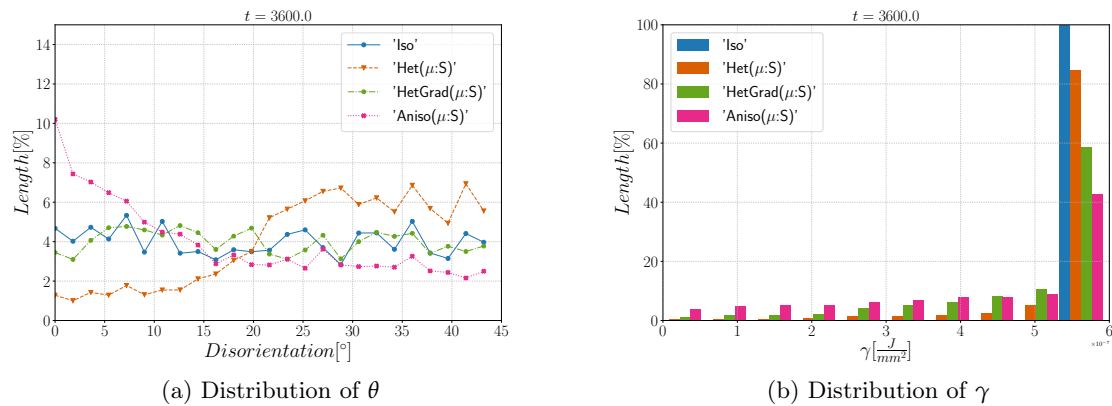 t = 3600.0
14
12
10
8
6
4
2
0
Length[%]
'Iso'
'Het(μ:S)'
'HetGrad(μ:S)'
'Aniso(μ:S)'
0 5 10 15 20 25 30 35 40 45
Disorientation[°]
(a) Distribution of θ
t = 3600.0
100
80
60
40
20
0
Length[%]
'Iso'
'Het(μ:S)'
'HetGrad(μ:S)'
'Aniso(μ:S)'
0 1 2 3 4 5 6
×10⁻⁷
γ[J/mm²]
(b) Distribution of γ